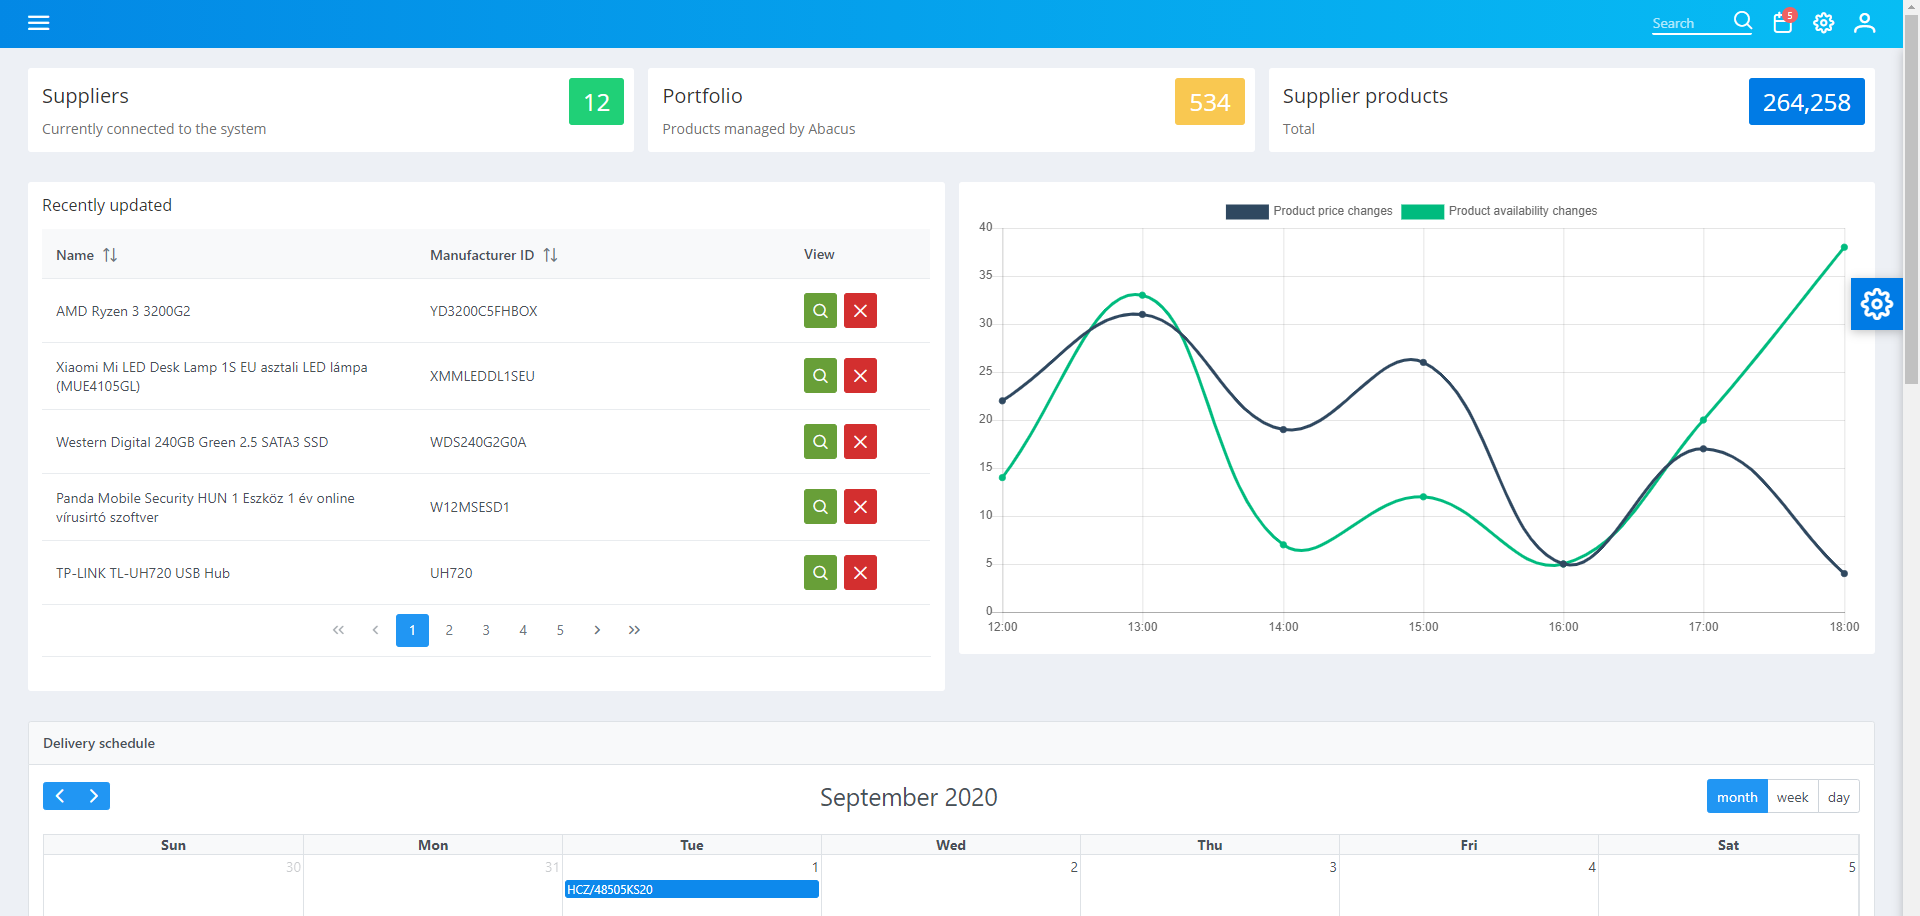 Search
5
Suppliers
12
Currently connected to the system
Portfolio
534
Products managed by Abacus
Supplier products
264,258
Total
Recently updated
Name
Manufacturer ID
View
AMD Ryzen 3 3200G2
YD3200C5FHBOX
Xiaomi Mi LED Desk Lamp 1S EU asztali LED lámpa
(MUE4105GL)
XMMLEDDL1SEU
Western Digital 240GB Green 2.5 SATA3 SSD
WDS240G2G0A
Panda Mobile Security HUN 1 Eszköz 1 év online
vírusirtó szoftver
W12MSESD1
TP-LINK TL-UH720 USB Hub
UH720
1 2 3 4 5
Product price changes
Product availability changes
40
35
30
25
20
15
10
5
0
12:00 13:00 14:00 15:00 16:00 17:00 18:00
Delivery schedule
September 2020
month week day
Sun Mon Tue Wed Thu Fri Sat
30 31 1 2 3 4 5
HCZ/48505KS20